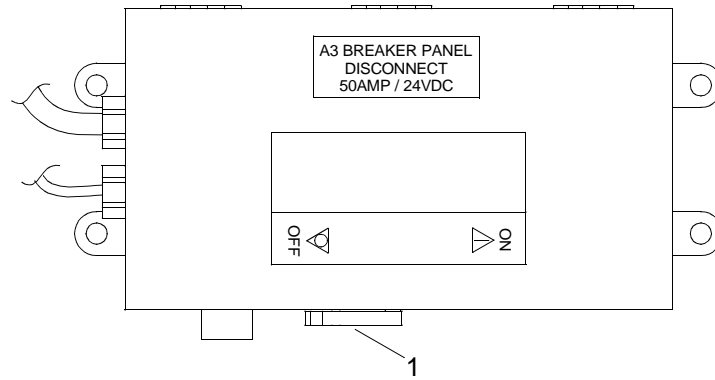 A3 BREAKER PANEL
DISCONNECT
50AMP / 24VDC
OFF
ON
1